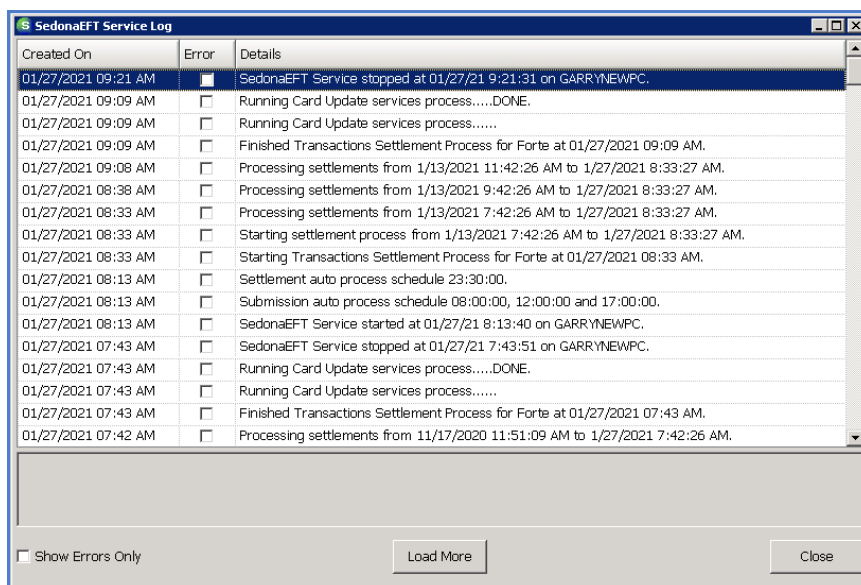 S SedonaEFT Service Log
Created On Error Details
01/27/2021 09:21 AM SedonaEFT Service stopped at 01/27/21 9:21:31 on GARRYNEWPC.
01/27/2021 09:09 AM Running Card Update services process.....DONE.
01/27/2021 09:09 AM Running Card Update services process......
01/27/2021 09:09 AM Finished Transactions Settlement Process for Forte at 01/27/2021 09:09 AM.
01/27/2021 09:08 AM Processing settlements from 1/13/2021 11:42:26 AM to 1/27/2021 8:33:27 AM.
01/27/2021 08:38 AM Processing settlements from 1/13/2021 9:42:26 AM to 1/27/2021 8:33:27 AM.
01/27/2021 08:33 AM Processing settlements from 1/13/2021 7:42:26 AM to 1/27/2021 8:33:27 AM.
01/27/2021 08:33 AM Starting settlement process from 1/13/2021 7:42:26 AM to 1/27/2021 8:33:27 AM.
01/27/2021 08:33 AM Starting Transactions Settlement Process for Forte at 01/27/2021 08:33 AM.
01/27/2021 08:13 AM Settlement auto process schedule 23:30:00.
01/27/2021 08:13 AM Submission auto process schedule 08:00:00, 12:00:00 and 17:00:00.
01/27/2021 08:13 AM SedonaEFT Service started at 01/27/21 8:13:40 on GARRYNEWPC.
01/27/2021 07:43 AM SedonaEFT Service stopped at 01/27/21 7:43:51 on GARRYNEWPC.
01/27/2021 07:43 AM Running Card Update services process.....DONE.
01/27/2021 07:43 AM Running Card Update services process......
01/27/2021 07:43 AM Finished Transactions Settlement Process for Forte at 01/27/2021 07:43 AM.
01/27/2021 07:42 AM Processing settlements from 11/17/2020 11:51:09 AM to 1/27/2021 7:42:26 AM.
Show Errors Only Load More Close